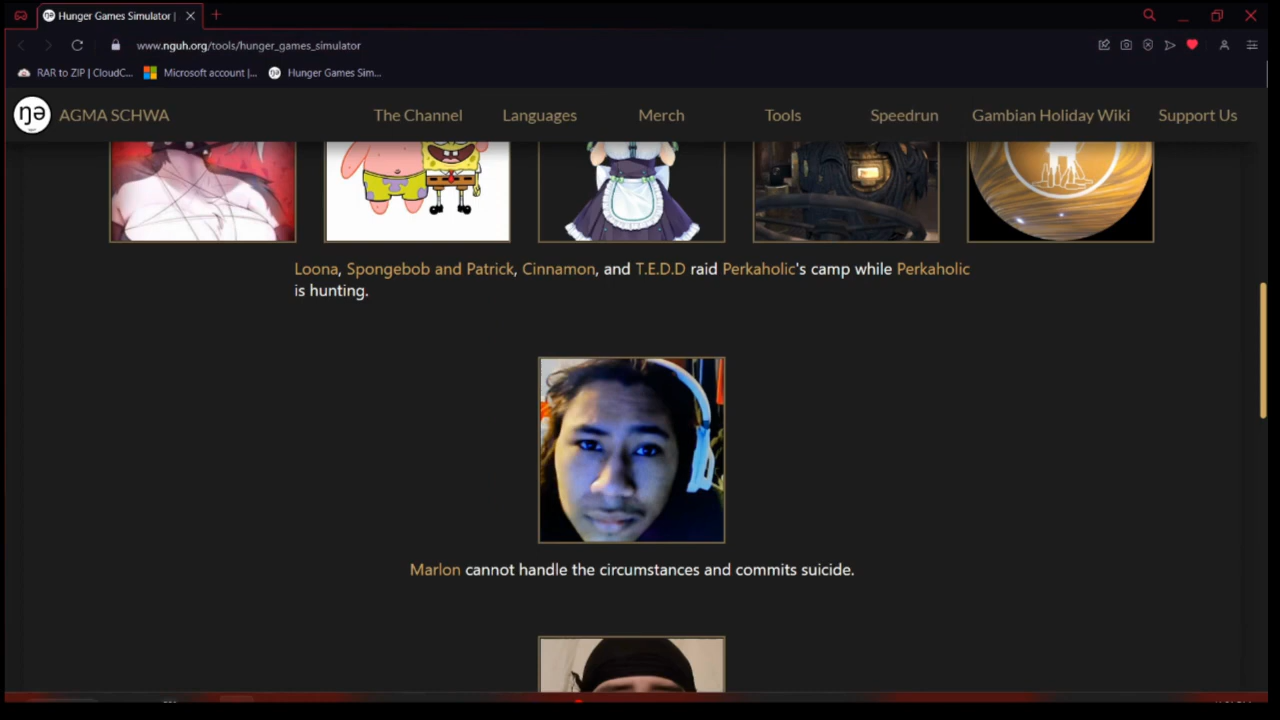 Hunger Games Simulator |
www.nguh.org/tools/hunger_games_simulator
RAR to ZIP | CloudC... Microsoft account |... Hunger Games Sim...
ŋə AGMA SCHWA The Channel Languages Merch Tools Speedrun Gambian Holiday Wiki Support Us
Loona, Spongebob and Patrick, Cinnamon, and T.E.D.D raid Perkaholic's camp while Perkaholic
is hunting.
Marlon cannot handle the circumstances and commits suicide.